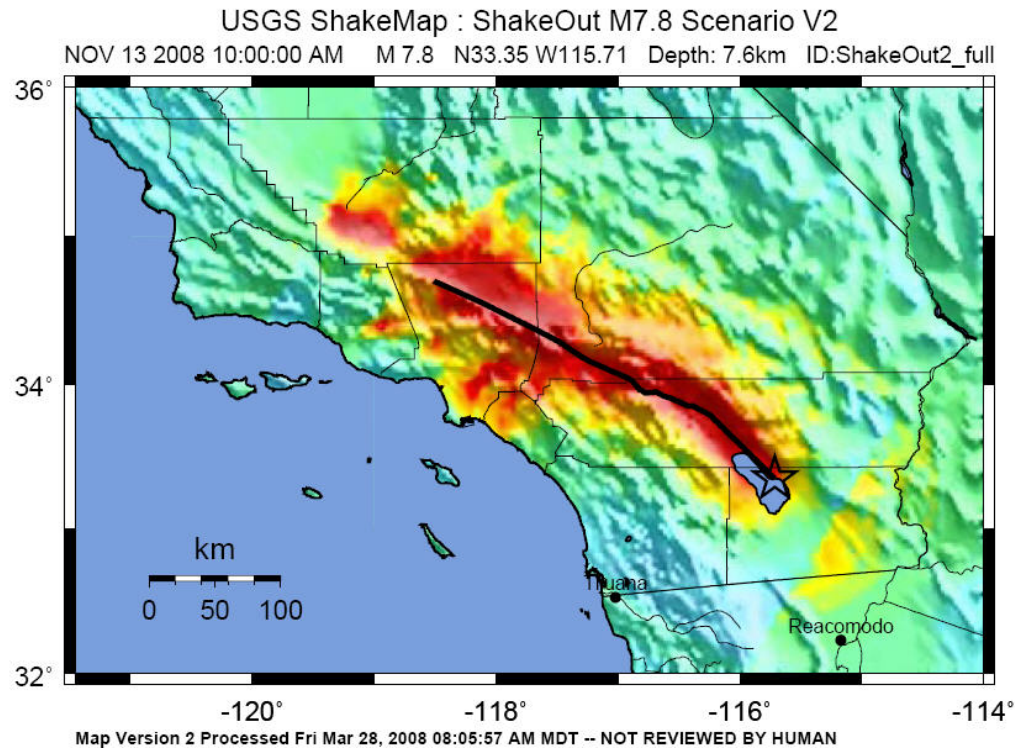 USGS ShakeMap : ShakeOut M7.8 Scenario V2
NOV 13 2008 10:00:00 AM M 7.8 N33.35 W115.71 Depth: 7.6km ID:ShakeOut2_full
36°
34°
km
0 50 100
Tijuana
Reacomodo
32°
-120° -118° -116° -114°
Map Version 2 Processed Fri Mar 28, 2008 08:05:57 AM MDT -- NOT REVIEWED BY HUMAN